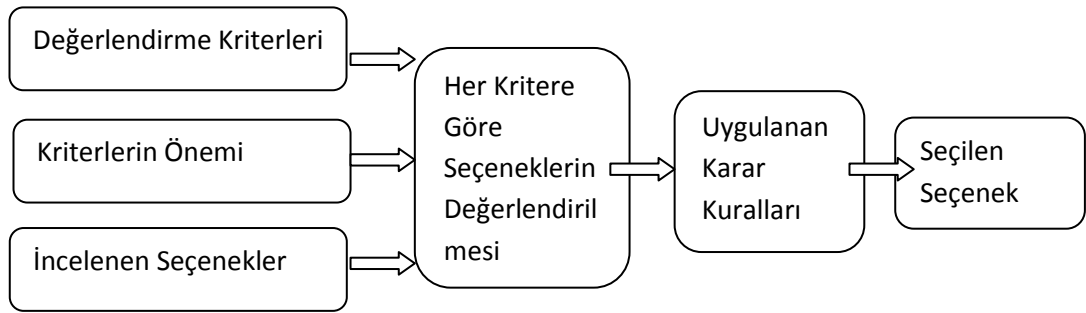 Değerlendirme Kriterleri
Kriterlerin Önemi
İncelenen Seçenekler
Her Kritere
Göre
Seçeneklerin
Değerlendiril
mesi
Uygulanan
Karar
Kuralları
Seçilen
Seçenek